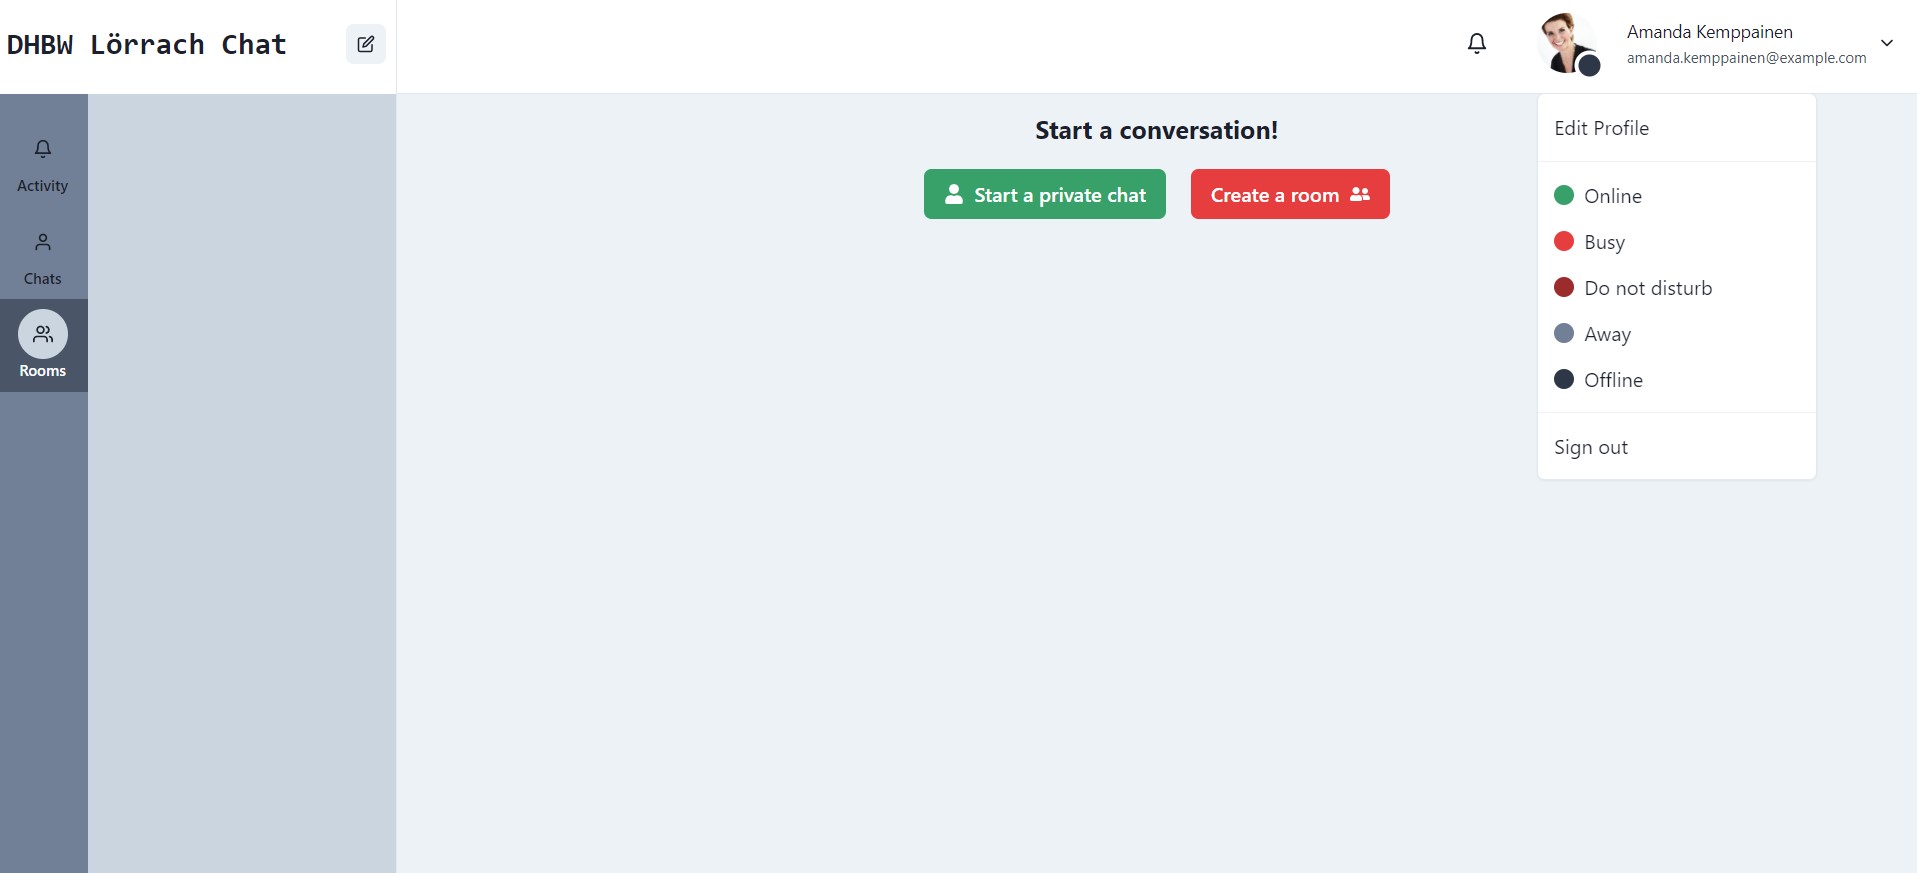 DHBW Lörrach Chat
Amanda Kemppainen
amanda.kemppainen@example.com
Activity
Chats
Rooms
Start a conversation!
Start a private chat
Create a room
Edit Profile
Online
Busy
Do not disturb
Away
Offline
Sign out